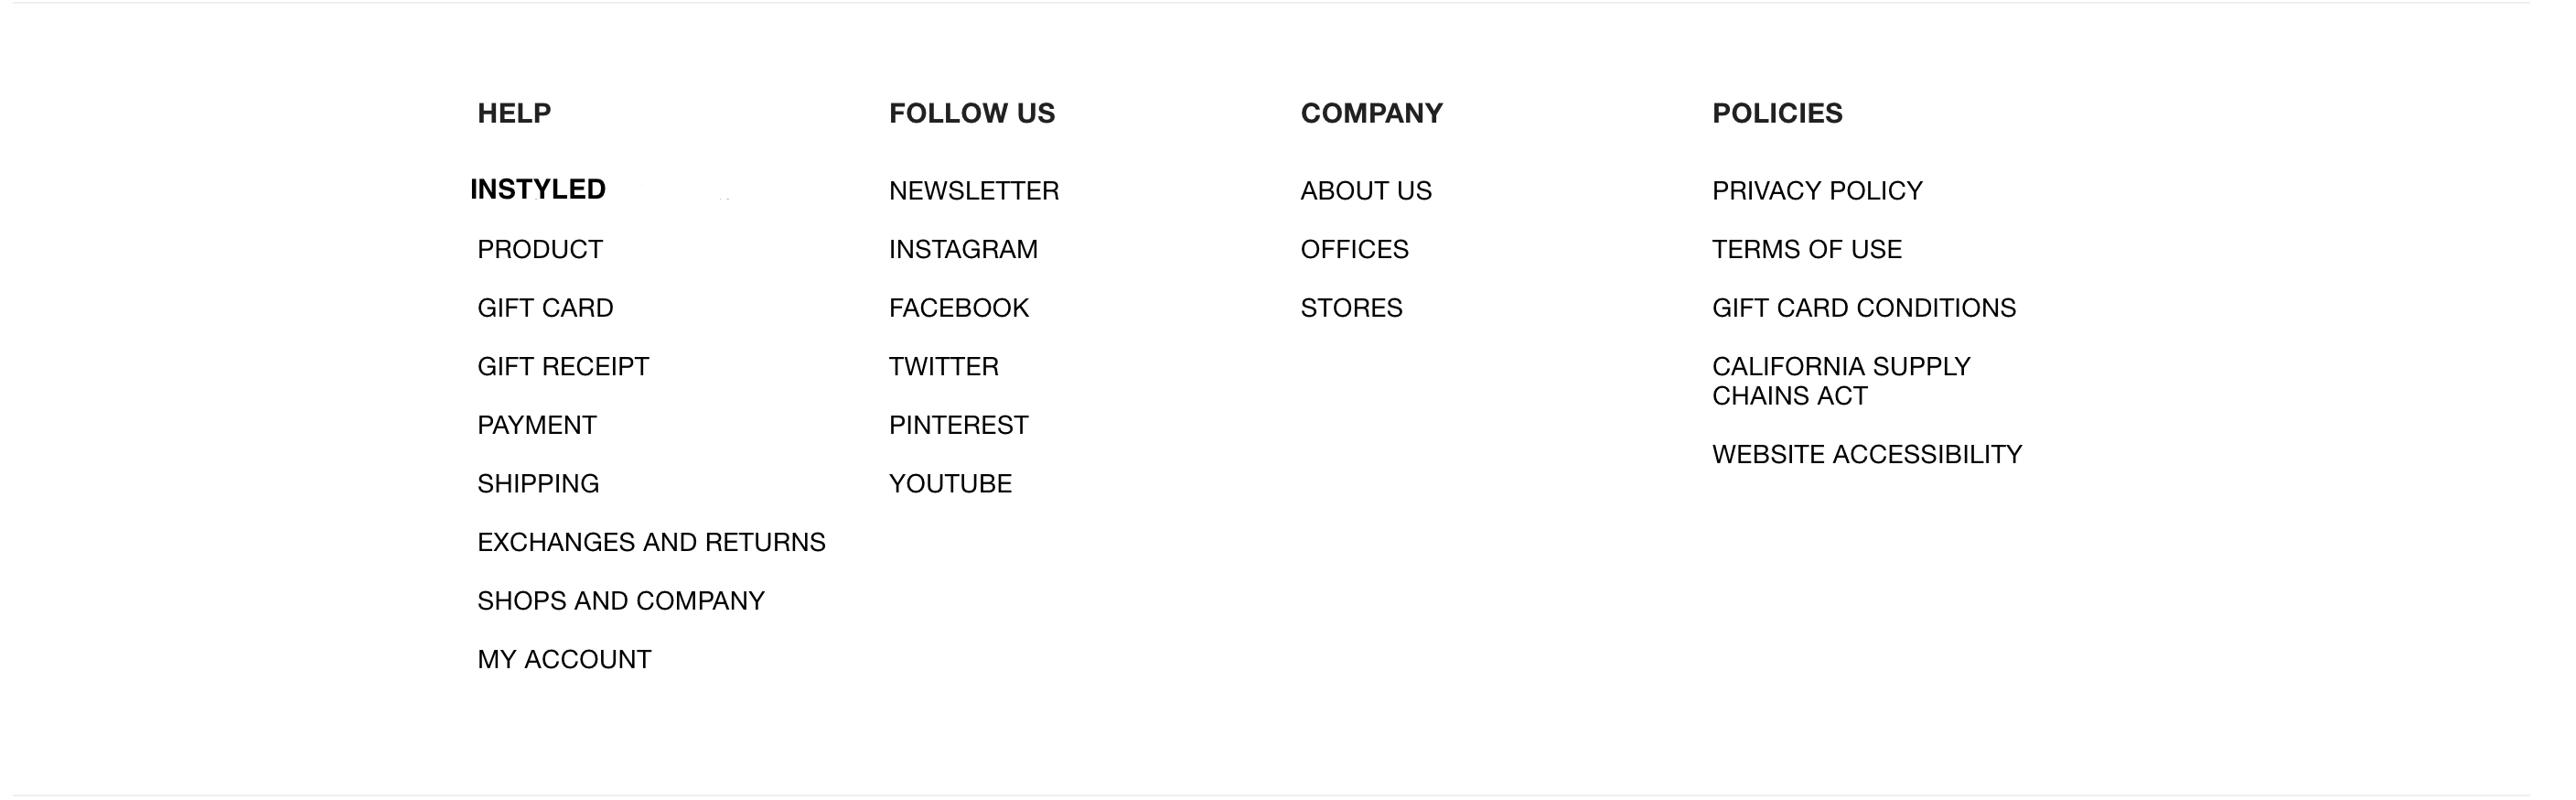 HELP
INSTYLED
PRODUCT
GIFT CARD
GIFT RECEIPT
PAYMENT
SHIPPING
EXCHANGES AND RETURNS
SHOPS AND COMPANY
MY ACCOUNT
FOLLOW US
NEWSLETTER
INSTAGRAM
FACEBOOK
TWITTER
PINTEREST
YOUTUBE
COMPANY
ABOUT US
OFFICES
STORES
POLICIES
PRIVACY POLICY
TERMS OF USE
GIFT CARD CONDITIONS
CALIFORNIA SUPPLY
CHAINS ACT
WEBSITE ACCESSIBILITY